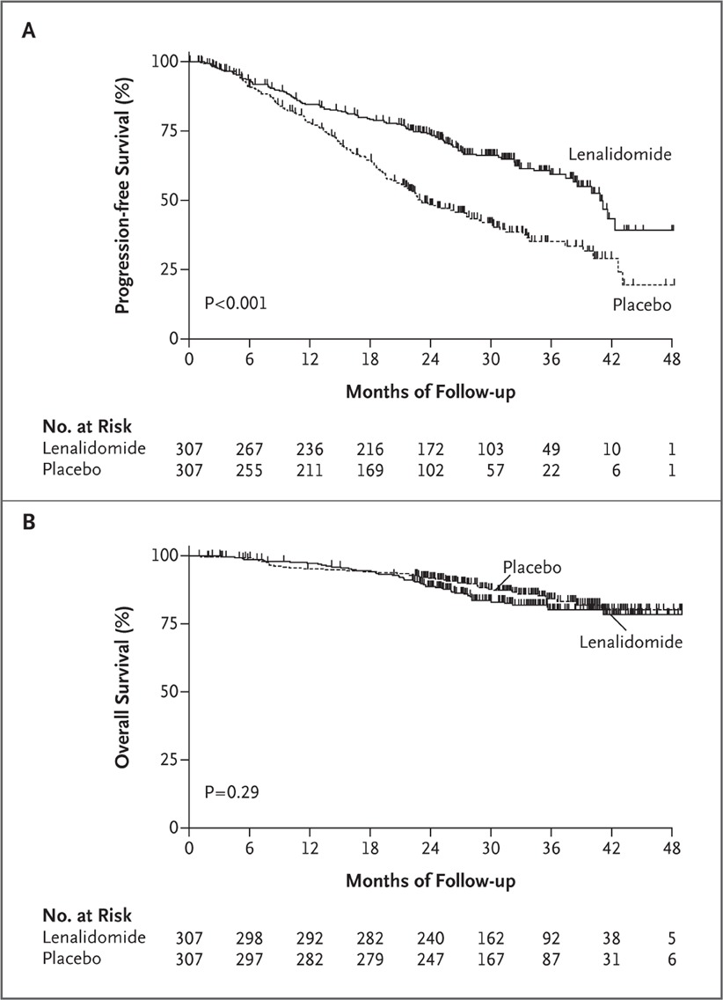 A
Progression-free Survival (%)
100
75
50
25
0
Lenalidomide
Placebo
P<0.001
0 6 12 18 24 30 36 42 48
Months of Follow-up
No. at Risk
Lenalidomide 307 267 236 216 172 103 49 10 1
Placebo 307 255 211 169 102 57 22 6 1
B
Overall Survival (%)
100
75
50
25
0
Placebo
Lenalidomide
P=0.29
0 6 12 18 24 30 36 42 48
Months of Follow-up
No. at Risk
Lenalidomide 307 298 292 282 240 162 92 38 5
Placebo 307 297 282 279 247 167 87 31 6